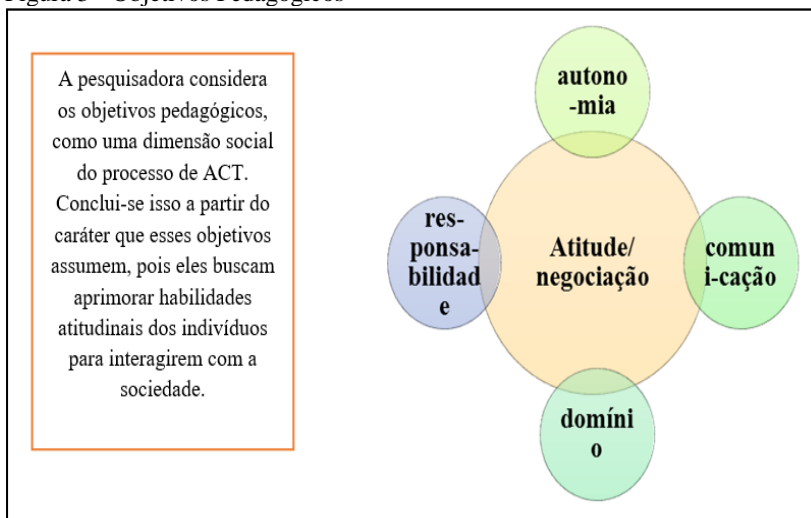 Figura 3 – Objetivos Pedagógicos
A pesquisadora considera
os objetivos pedagógicos,
como uma dimensão social
do processo de ACT.
Conclui-se isso a partir do
caráter que esses objetivos
assumem, pois eles buscam
aprimorar habilidades
atitudinais dos indivíduos
para interagirem com a
sociedade.
autono
-mia
res-
ponsa-
bilidad
e
Atitude/
negociação
comun
i-cação
domíni
o